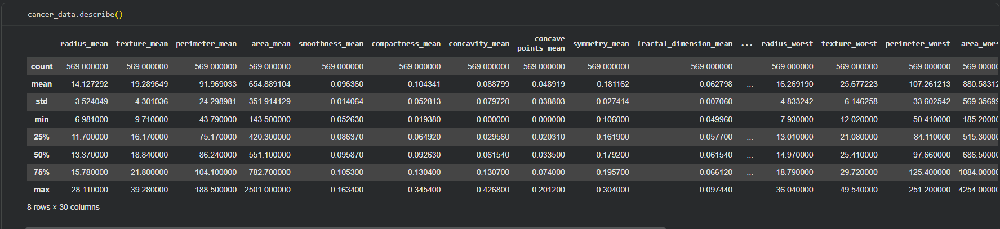 cancer_data.describe()
radius_mean texture_mean perimeter_mean area_mean smoothness_mean compactness_mean concavity_mean concave points_mean symmetry_mean fractal_dimension_mean ... radius_worst texture_worst perimeter_worst area_wors
count 569.000000 569.000000 569.000000 569.000000 569.000000 569.000000 569.000000 569.000000 569.000000 569.000000 ... 569.000000 569.000000 569.000000 569.00000
mean 14.127292 19.289649 91.969033 654.889104 0.096360 0.104341 0.088799 0.048919 0.181162 0.062798 ... 16.269190 25.677223 107.261213 880.58312
std 3.524049 4.301036 24.298981 351.914129 0.014064 0.052813 0.079720 0.038803 0.027414 0.007060 ... 4.833242 6.146258 33.602542 569.35699
min 6.981000 9.710000 43.790000 143.500000 0.052630 0.019380 0.000000 0.000000 0.106000 0.049960 ... 7.930000 12.020000 50.410000 185.20000
25% 11.700000 16.170000 75.170000 420.300000 0.086370 0.064920 0.029560 0.020310 0.161900 0.057700 ... 13.010000 21.080000 84.110000 515.30000
50% 13.370000 18.840000 86.240000 551.100000 0.095870 0.092630 0.061540 0.033500 0.179200 0.061540 ... 14.970000 25.410000 97.660000 686.50000
75% 15.780000 21.800000 104.100000 782.700000 0.105300 0.130400 0.130700 0.074000 0.195700 0.066120 ... 18.790000 29.720000 125.400000 1084.00000
max 28.110000 39.280000 188.500000 2501.000000 0.163400 0.345400 0.426800 0.201200 0.304000 0.097440 ... 36.040000 49.540000 251.200000 4254.00000
8 rows × 30 columns